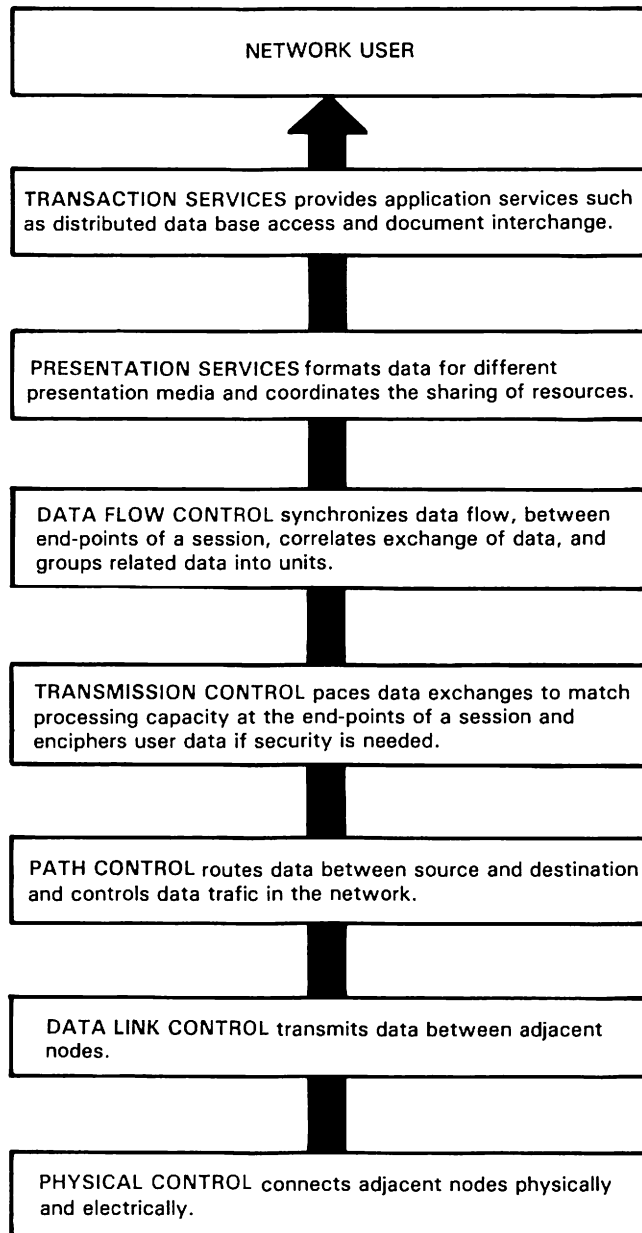 NETWORK USER
TRANSACTION SERVICES provides application services such
as distributed data base access and document interchange.
PRESENTATION SERVICES formats data for different
presentation media and coordinates the sharing of resources.
DATA FLOW CONTROL synchronizes data flow, between
end-points of a session, correlates exchange of data, and
groups related data into units.
TRANSMISSION CONTROL paces data exchanges to match
processing capacity at the end-points of a session and
enciphers user data if security is needed.
PATH CONTROL routes data between source and destination
and controls data trafic in the network.
DATA LINK CONTROL transmits data between adjacent
nodes.
PHYSICAL CONTROL connects adjacent nodes physically
and electrically.